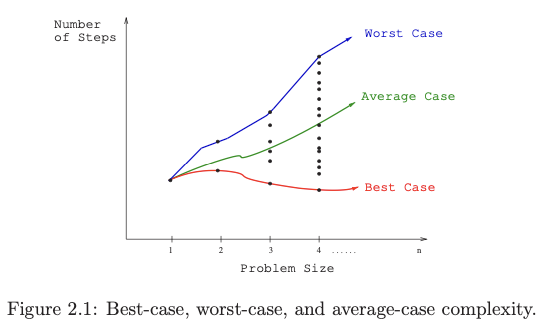 Number
of Steps
Worst Case
Average Case
Best Case
1 2 3 4 ...... n
Problem Size
Figure 2.1: Best-case, worst-case, and average-case complexity.